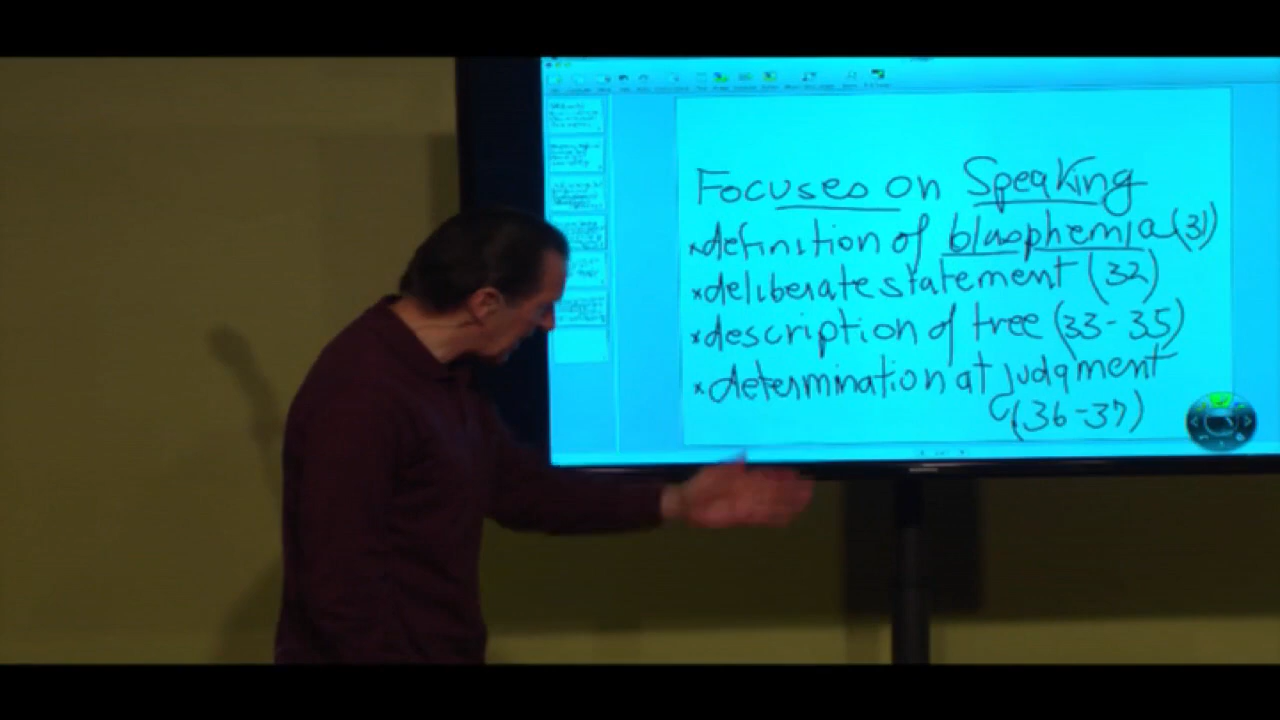 Focuses on Speaking
*definition of blasphemia (31)
*deliberate statement (32)
*description of tree (33-35)
*determination at judgment
(36-37)